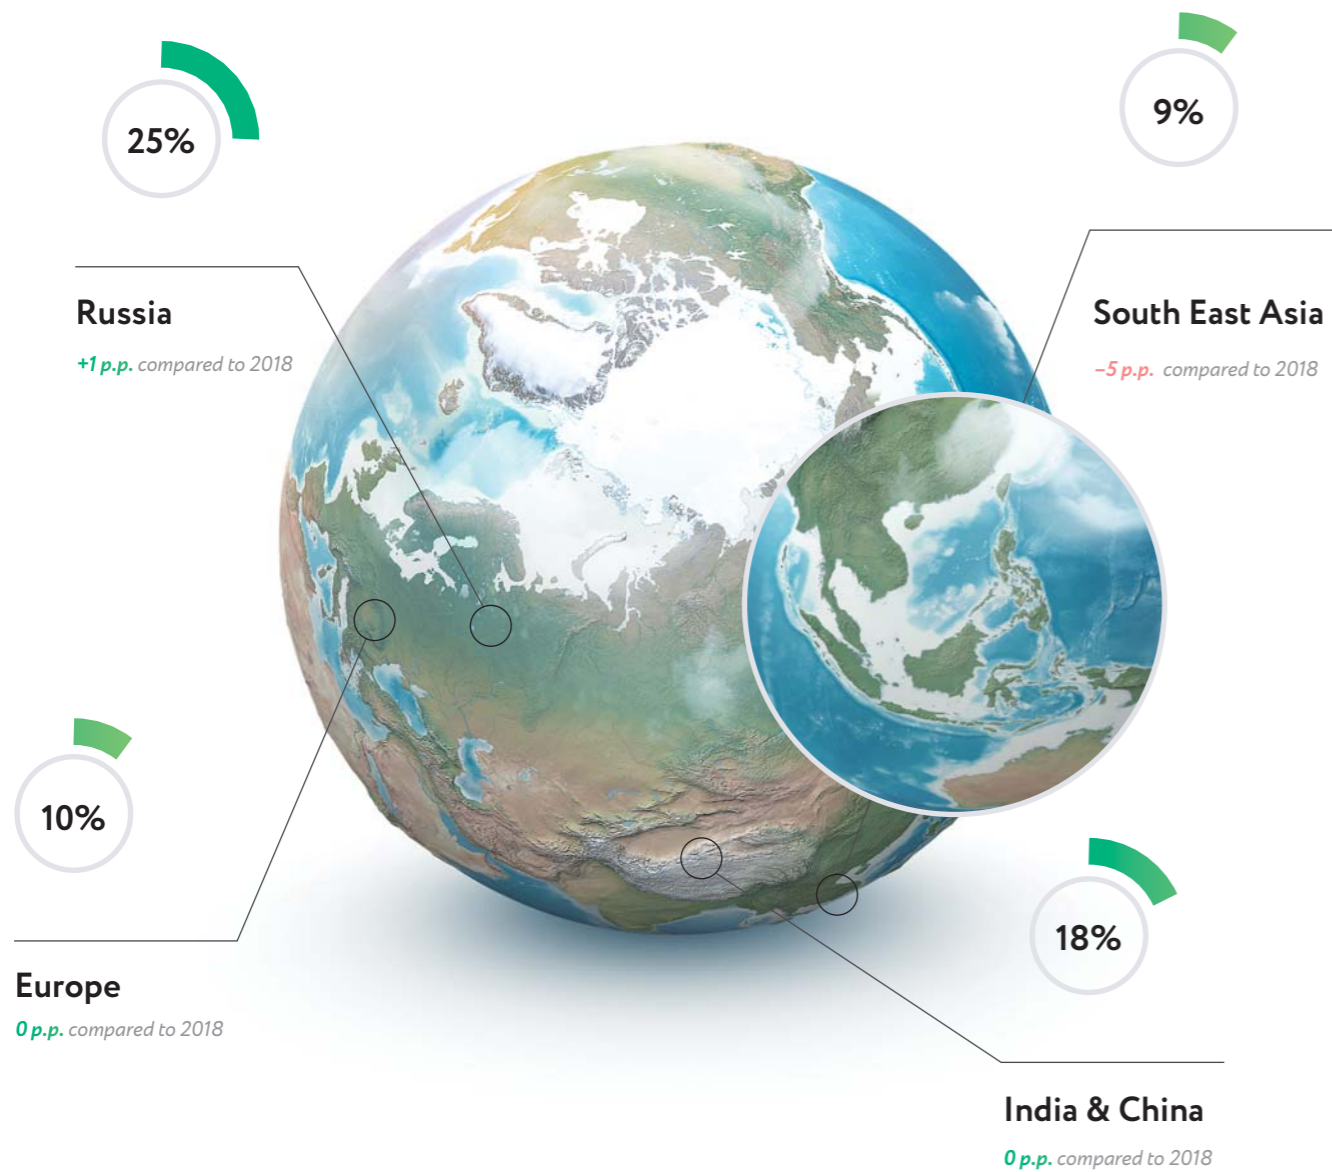 25%
Russia
+1 p.p. compared to 2018
9%
South East Asia
−5 p.p. compared to 2018
10%
Europe
0 p.p. compared to 2018
18%
India & China
0 p.p. compared to 2018